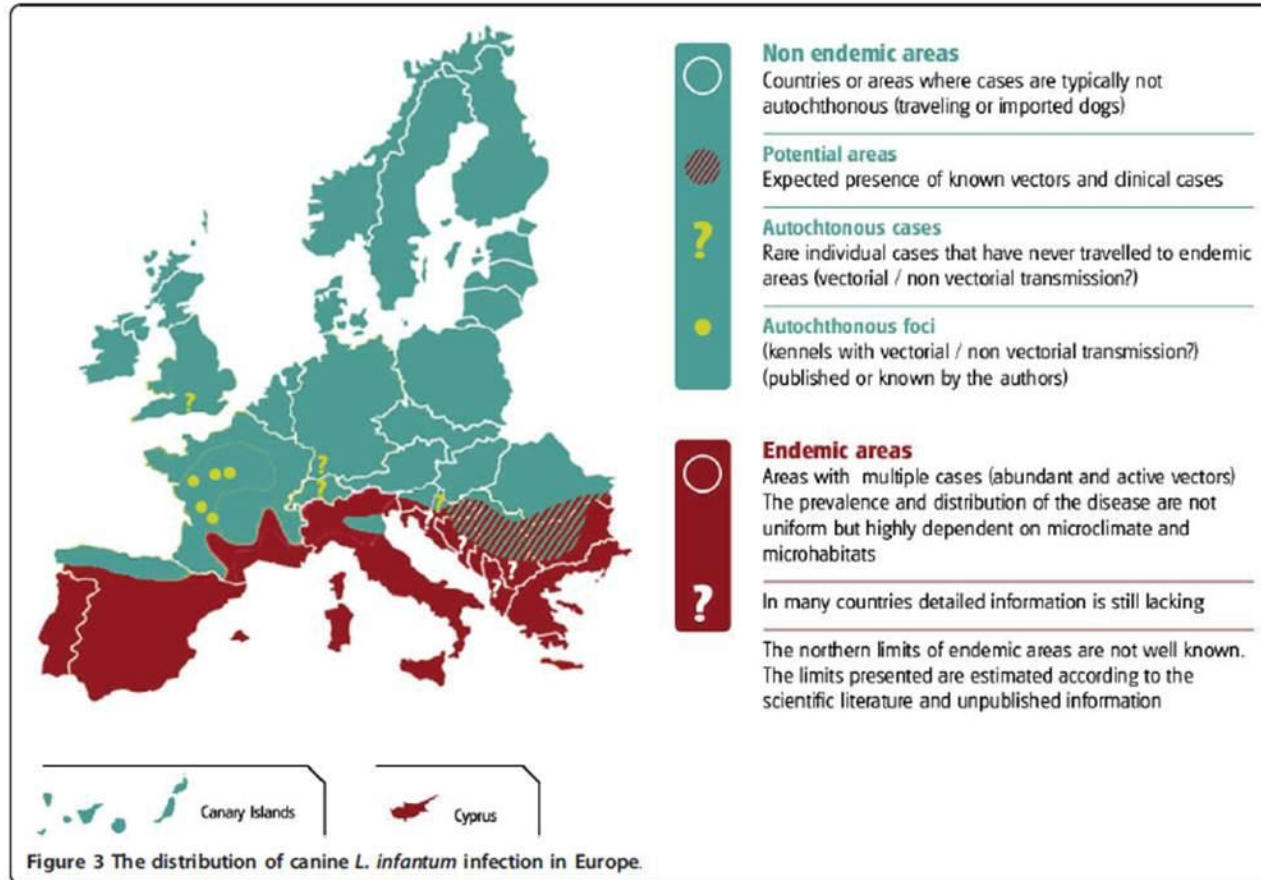 Non endemic areas
Countries or areas where cases are typically not
autochthonous (traveling or imported dogs)
Potential areas
Expected presence of known vectors and clinical cases
?
Autochtonous cases
Rare individual cases that have never travelled to endemic
areas (vectorial / non vectorial transmission?)
Autochthonous foci
(kennels with vectorial / non vectorial transmission?)
(published or known by the authors)
Endemic areas
Areas with multiple cases (abundant and active vectors)
The prevalence and distribution of the disease are not
uniform but highly dependent on microclimate and
microhabitats
?
In many countries detailed information is still lacking
The northern limits of endemic areas are not well known.
The limits presented are estimated according to the
scientific literature and unpublished information
?
?
?
?
?
?
?
Canary Islands
Cyprus
Figure 3 The distribution of canine L. infantum infection in Europe.